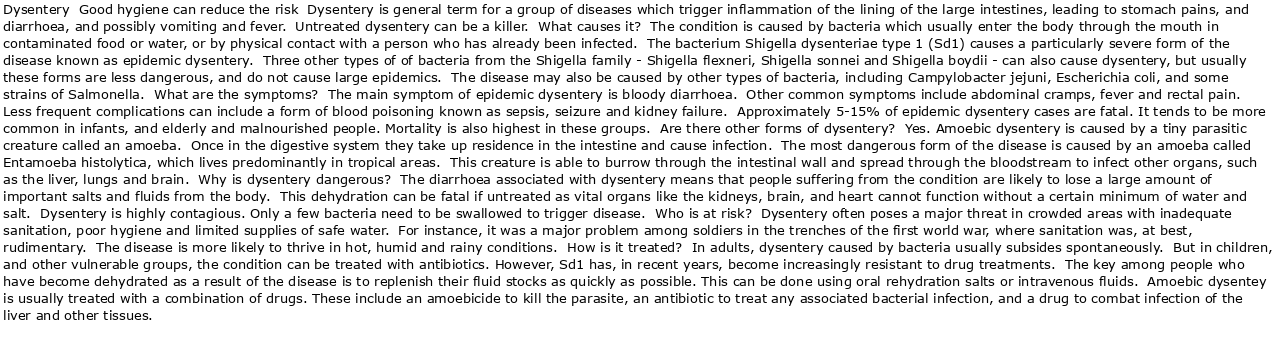 Dysentery  Good hygiene can reduce the risk  Dysentery is general term for a group of diseases which trigger inflammation of the lining of the large intestines, leading to stomach pains, and
diarrhoea, and possibly vomiting and fever.  Untreated dysentery can be a killer.  What causes it?  The condition is caused by bacteria which usually enter the body through the mouth in
contaminated food or water, or by physical contact with a person who has already been infected.  The bacterium Shigella dysenteriae type 1 (Sd1) causes a particularly severe form of the
disease known as epidemic dysentery.  Three other types of of bacteria from the Shigella family - Shigella flexneri, Shigella sonnei and Shigella boydii - can also cause dysentery, but usually
these forms are less dangerous, and do not cause large epidemics.  The disease may also be caused by other types of bacteria, including Campylobacter jejuni, Escherichia coli, and some
strains of Salmonella.  What are the symptoms?  The main symptom of epidemic dysentery is bloody diarrhoea.  Other common symptoms include abdominal cramps, fever and rectal pain.
Less frequent complications can include a form of blood poisoning known as sepsis, seizure and kidney failure.  Approximately 5-15% of epidemic dysentery cases are fatal. It tends to be more
common in infants, and elderly and malnourished people. Mortality is also highest in these groups.  Are there other forms of dysentery?  Yes. Amoebic dysentery is caused by a tiny parasitic
creature called an amoeba.  Once in the digestive system they take up residence in the intestine and cause infection.  The most dangerous form of the disease is caused by an amoeba called
Entamoeba histolytica, which lives predominantly in tropical areas.  This creature is able to burrow through the intestinal wall and spread through the bloodstream to infect other organs, such
as the liver, lungs and brain.  Why is dysentery dangerous?  The diarrhoea associated with dysentery means that people suffering from the condition are likely to lose a large amount of
important salts and fluids from the body.  This dehydration can be fatal if untreated as vital organs like the kidneys, brain, and heart cannot function without a certain minimum of water and
salt.  Dysentery is highly contagious. Only a few bacteria need to be swallowed to trigger disease.  Who is at risk?  Dysentery often poses a major threat in crowded areas with inadequate
sanitation, poor hygiene and limited supplies of safe water.  For instance, it was a major problem among soldiers in the trenches of the first world war, where sanitation was, at best,
rudimentary.  The disease is more likely to thrive in hot, humid and rainy conditions.  How is it treated?  In adults, dysentery caused by bacteria usually subsides spontaneously.  But in children,
and other vulnerable groups, the condition can be treated with antibiotics. However, Sd1 has, in recent years, become increasingly resistant to drug treatments.  The key among people who
have become dehydrated as a result of the disease is to replenish their fluid stocks as quickly as possible. This can be done using oral rehydration salts or intravenous fluids.  Amoebic dysentey
is usually treated with a combination of drugs. These include an amoebicide to kill the parasite, an antibiotic to treat any associated bacterial infection, and a drug to combat infection of the
liver and other tissues.